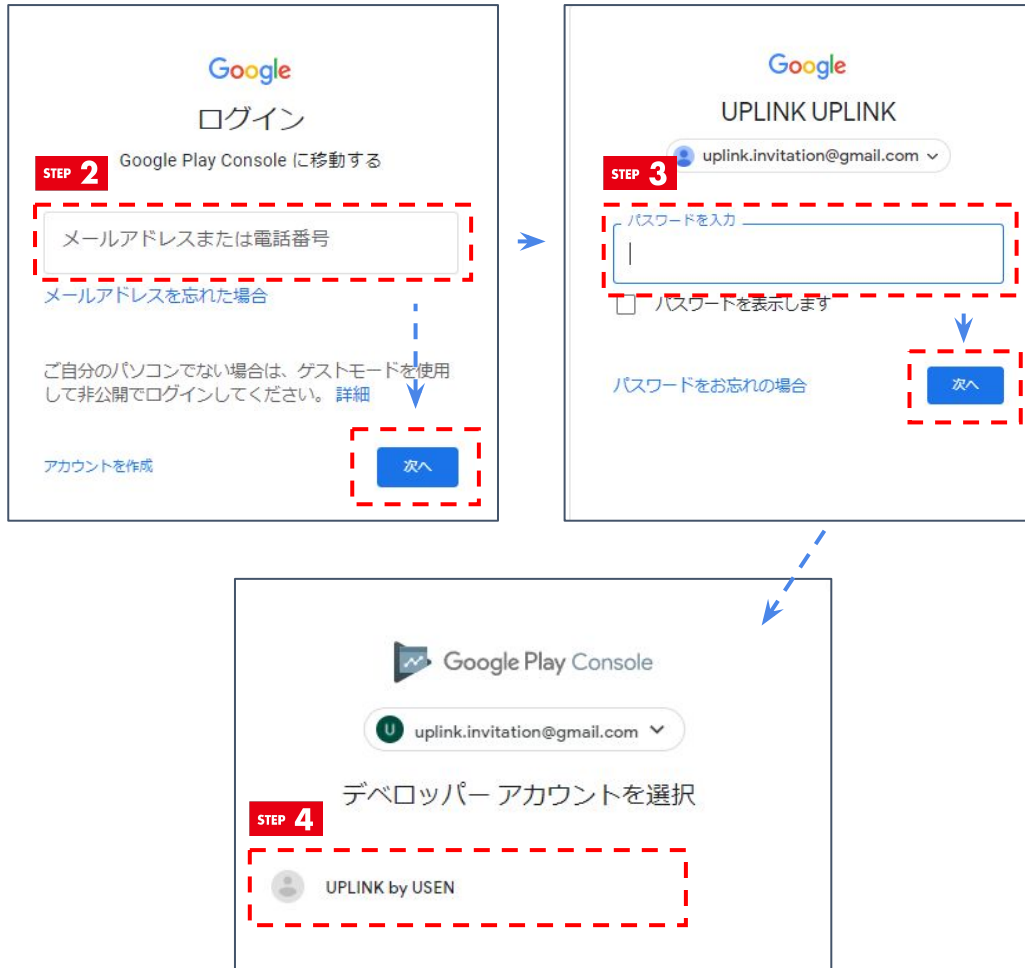 Google
ログイン
Google Play Console に移動する
STEP 2
メールアドレスまたは電話番号
メールアドレスを忘れた場合
ご自分のパソコンでない場合は、ゲストモードを使用
して非公開でログインしてください。 詳細
アカウントを作成
次へ
Google
UPLINK UPLINK
uplink.invitation@gmail.com
STEP 3
パスワードを入力
パスワードを表示します
パスワードをお忘れの場合
次へ
Google Play Console
U
uplink.invitation@gmail.com
デベロッパー アカウントを選択
STEP 4
UPLINK by USEN